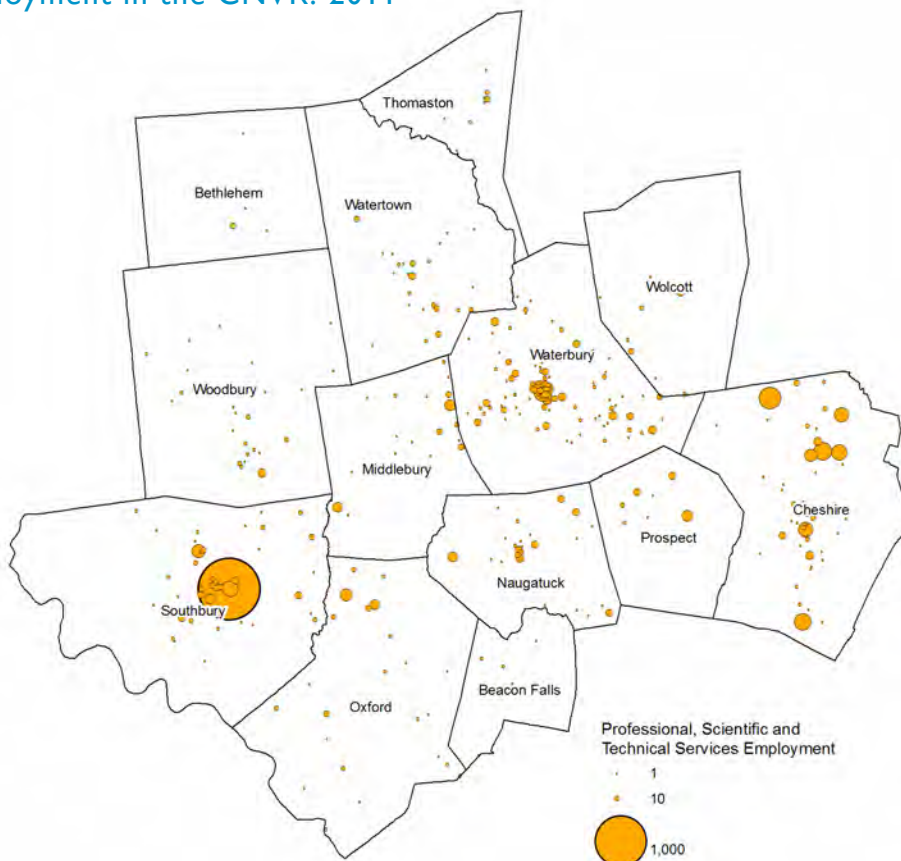 Thomaston
Bethlehem
Watertown
Wolcott
Waterbury
Woodbury
Middlebury
Cheshire
Prospect
Naugatuck
Southbury
Beacon Falls
Oxford
Professional, Scientific and
Technical Services Employment
1
10
1,000